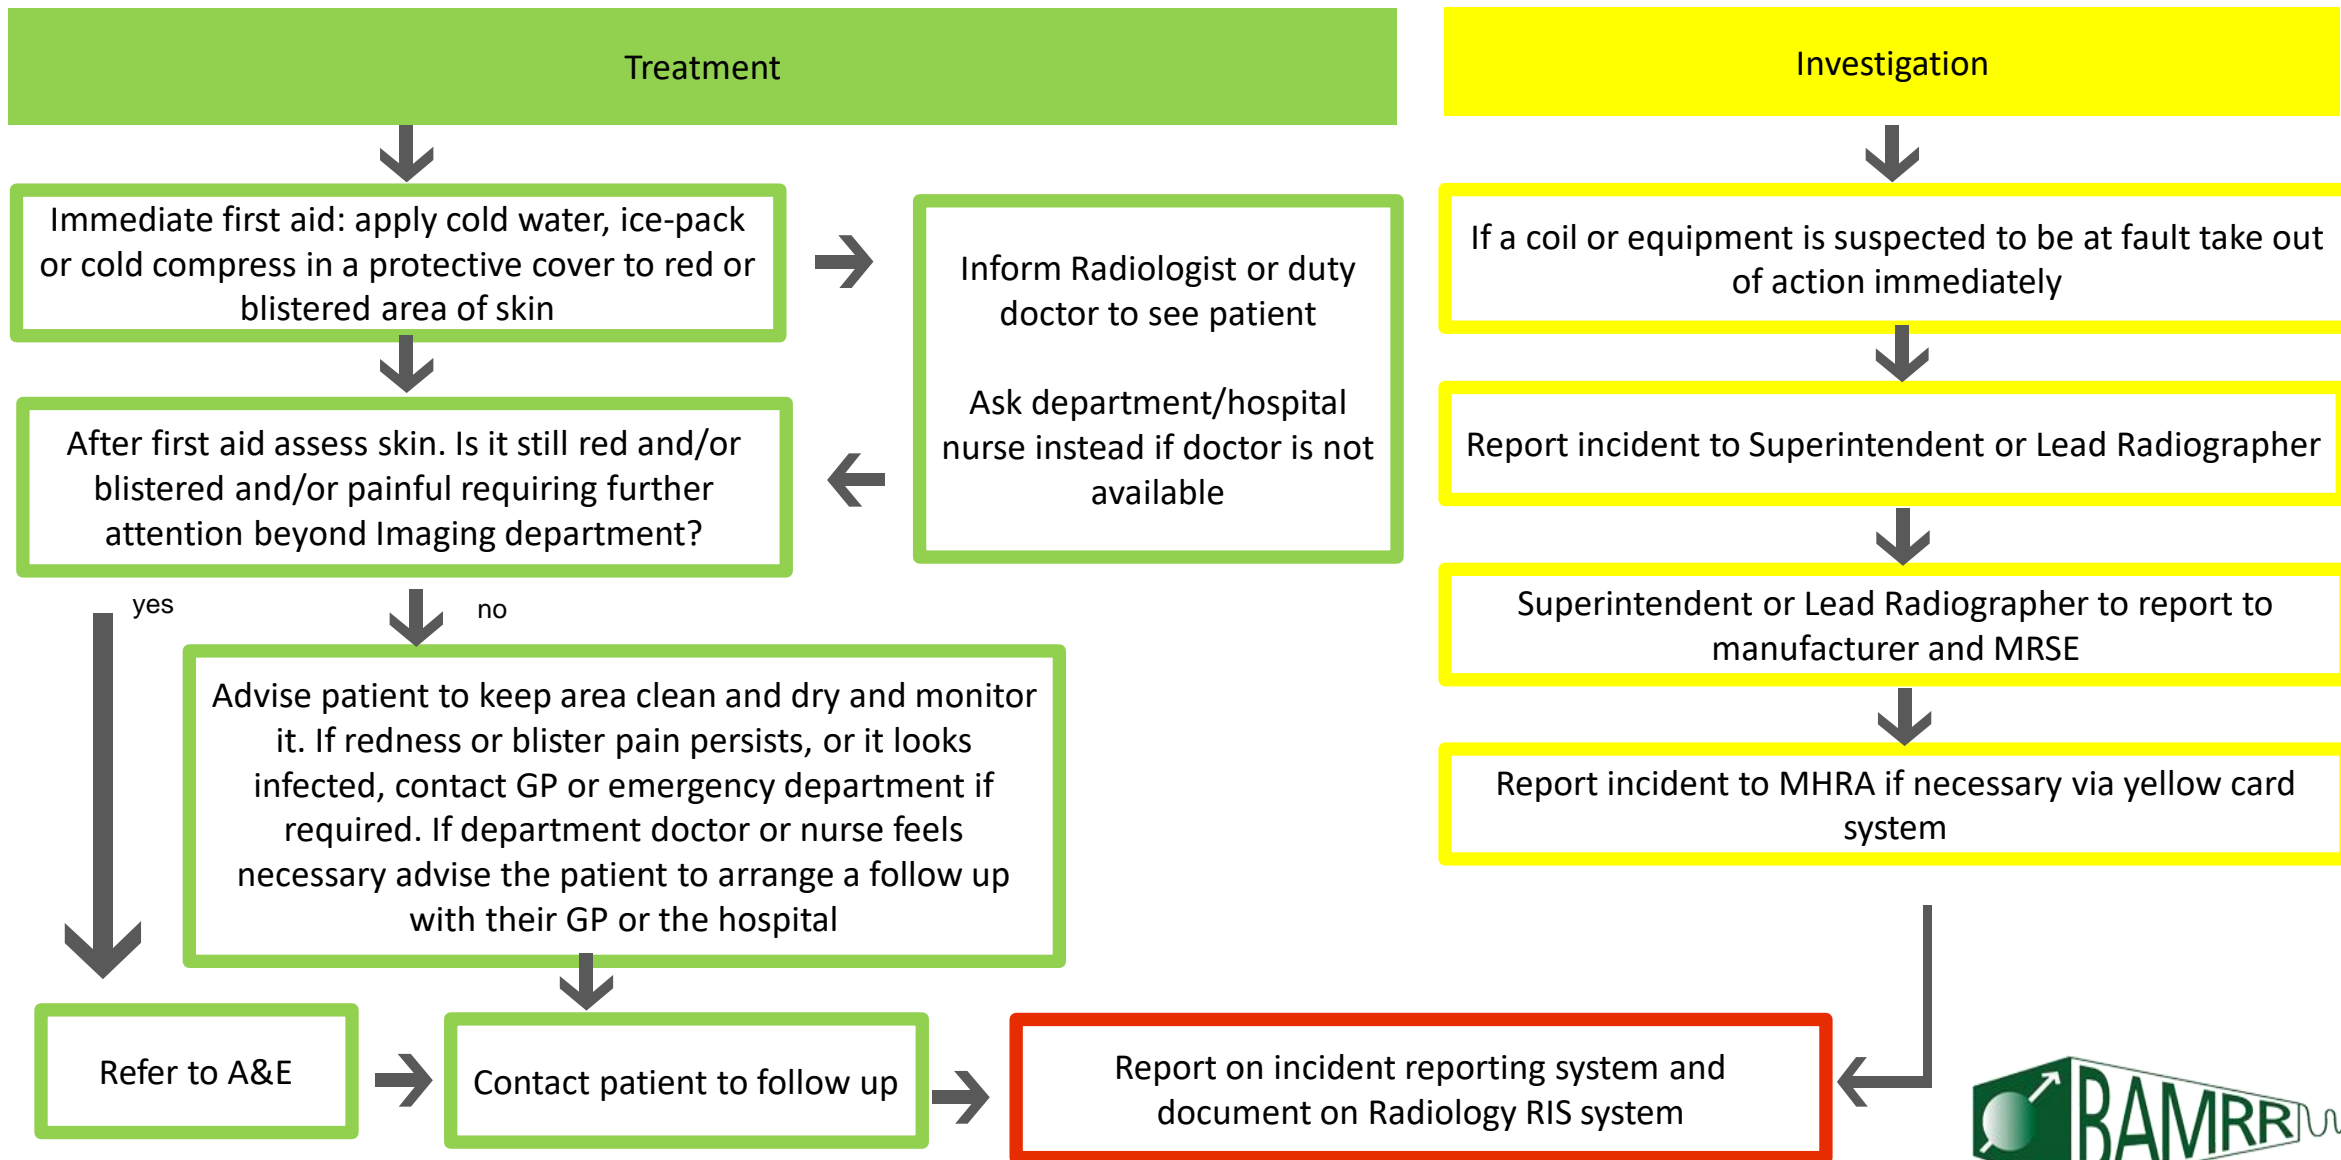 Treatment
Immediate first aid: apply cold water, ice-pack
or cold compress in a protective cover to red or
blistered area of skin
Inform Radiologist or duty
doctor to see patient
Ask department/hospital
nurse instead if doctor is not
available
After first aid assess skin. Is it still red and/or
blistered and/or painful requiring further
attention beyond Imaging department?
yes
no
Advise patient to keep area clean and dry and monitor
it. If redness or blister pain persists, or it looks
infected, contact GP or emergency department if
required. If department doctor or nurse feels
necessary advise the patient to arrange a follow up
with their GP or the hospital
Refer to A&E
Contact patient to follow up
Investigation
If a coil or equipment is suspected to be at fault take out
of action immediately
Report incident to Superintendent or Lead Radiographer
Superintendent or Lead Radiographer to report to
manufacturer and MRSE
Report incident to MHRA if necessary via yellow card
system
Report on incident reporting system and
document on Radiology RIS system
BAMRR